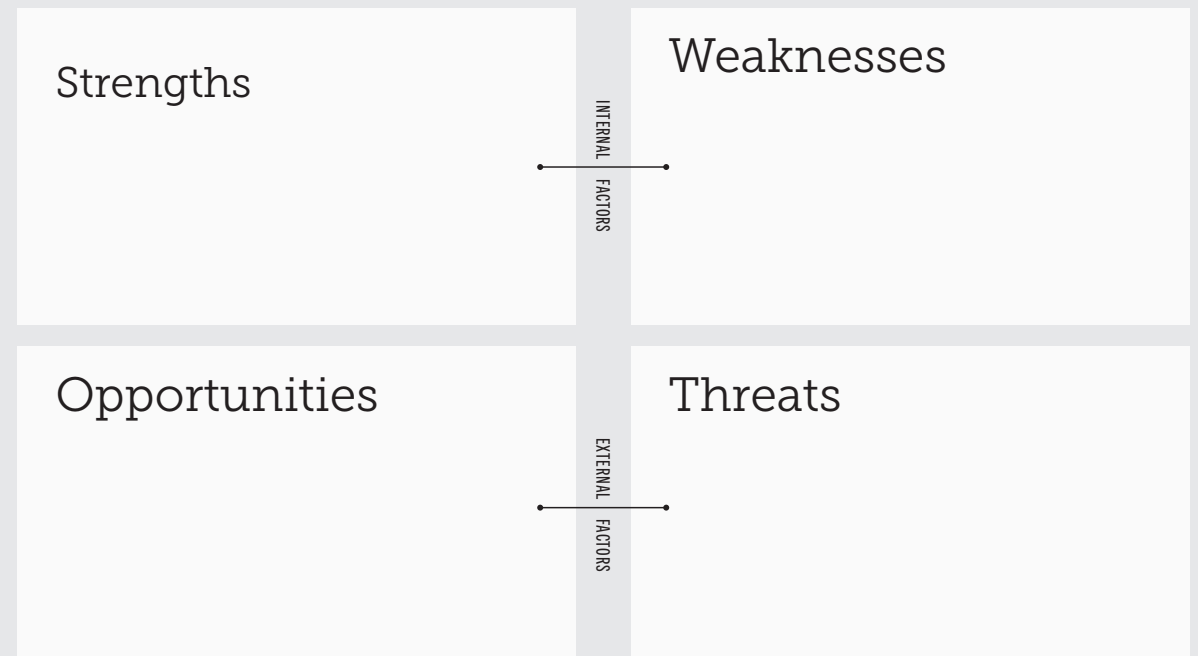 Strengths
Weaknesses
INTERNAL FACTORS
Opportunities
Threats
EXTERNAL FACTORS